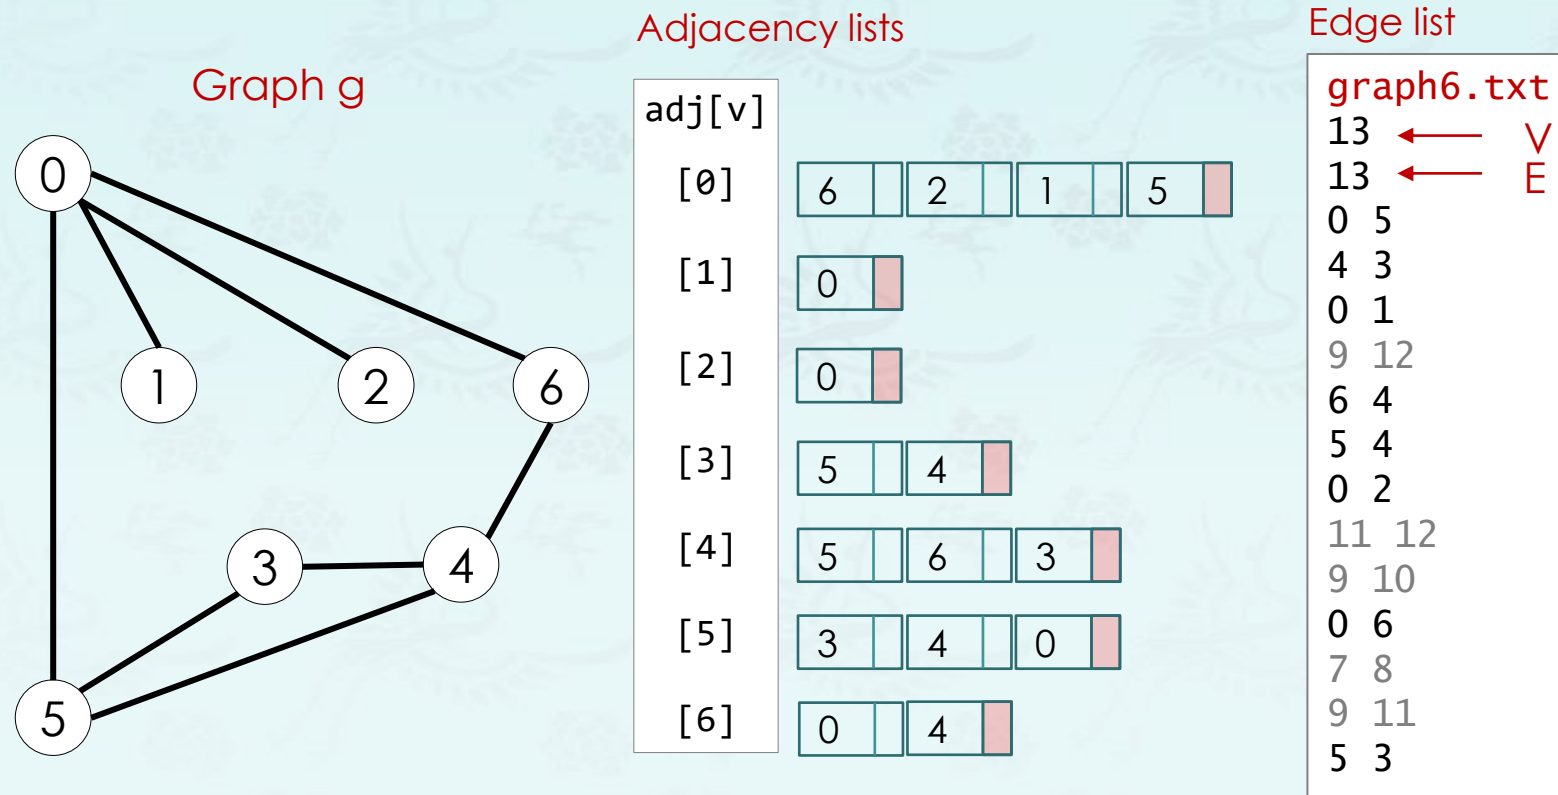 Graph g
0
1
2
6
3
4
5
Adjacency lists
adj[v]
[0] 6 2 1 5
[1] 0
[2] 0
[3] 5 4
[4] 5 6 3
[5] 3 4 0
[6] 0 4
Edge list
graph6.txt
13 V
13 E
0 5
4 3
0 1
9 12
6 4
5 4
0 2
11 12
9 10
0 6
7 8
9 11
5 3